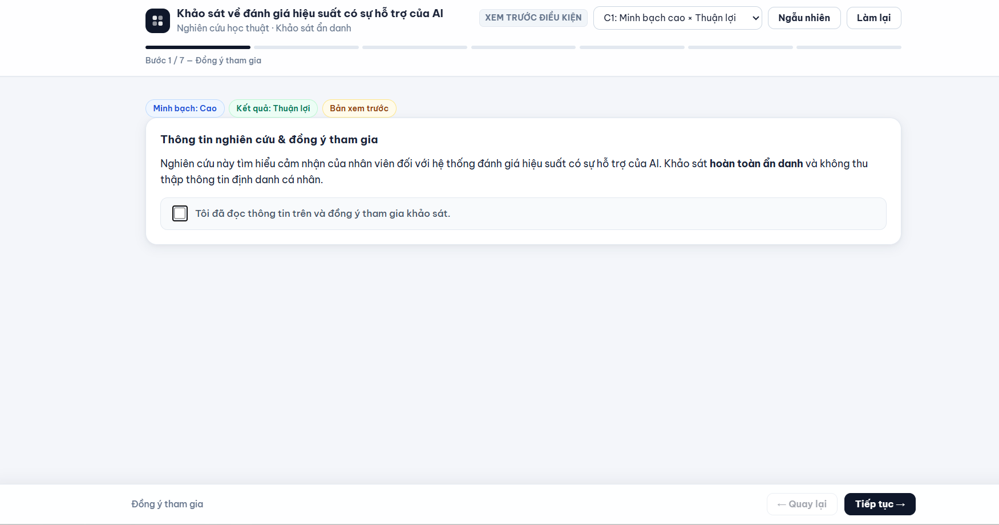 Khảo sát về đánh giá hiệu suất có sự hỗ trợ của AI
Nghiên cứu học thuật · Khảo sát ẩn danh
XEM TRƯỚC ĐIỀU KIỆN
C1: Minh bạch cao × Thuận lợi
Ngẫu nhiên
Làm lại
Bước 1 / 7 — Đồng ý tham gia
Minh bạch: Cao
Kết quả: Thuận lợi
Bản xem trước
Thông tin nghiên cứu & đồng ý tham gia
Nghiên cứu này tìm hiểu cảm nhận của nhân viên đối với hệ thống đánh giá hiệu suất có sự hỗ trợ của AI. Khảo sát hoàn toàn ẩn danh và không thu
thập thông tin định danh cá nhân.
Tôi đã đọc thông tin trên và đồng ý tham gia khảo sát.
Đồng ý tham gia
← Quay lại
Tiếp tục →